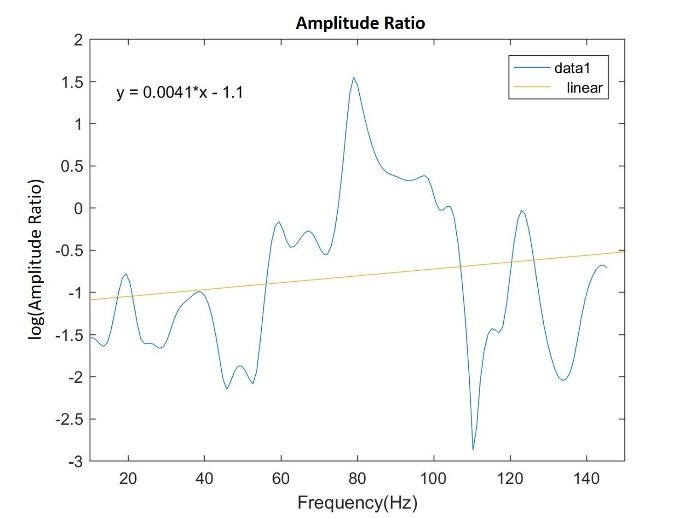 Amplitude Ratio
y = 0.0041*x - 1.1
data1
linear
log(Amplitude Ratio)
2
1.5
1
0.5
0
-0.5
-1
-1.5
-2
-2.5
-3
20 40 60 80 100 120 140
Frequency(Hz)